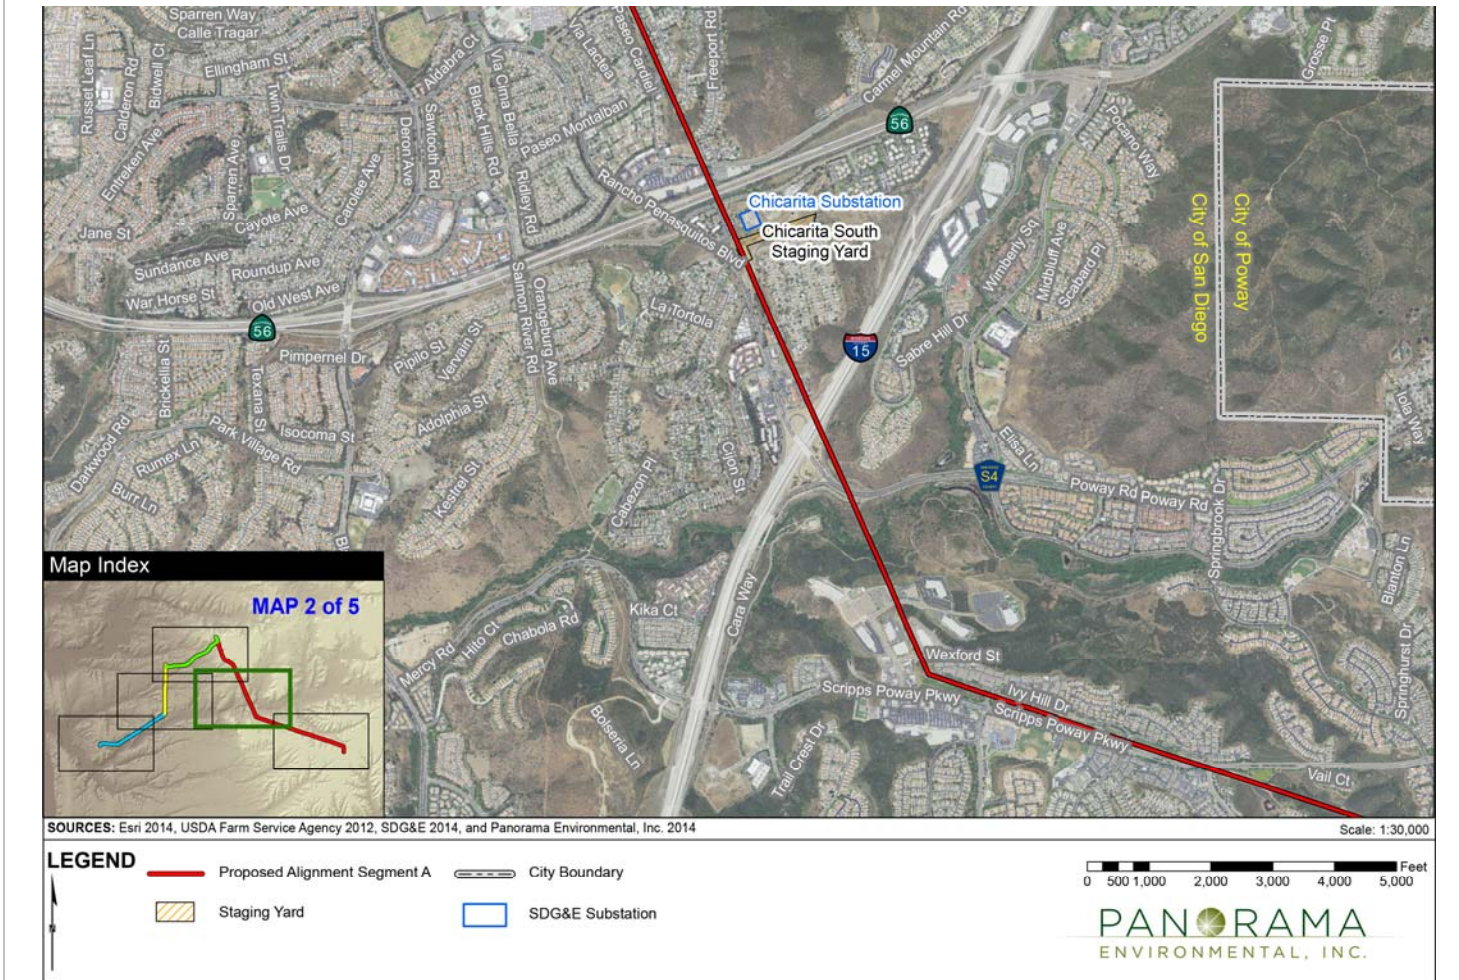 Sparren Way
Calle Tragar
Russet Leaf Ln
Calderon Rd
Bidwell Ct
Ellingham St
Aldabra Ct
Via Cima Bella
Via Lactea
Paseo Cardiel
Freeport Rd
Carmel Mountain Rd
Grosse Pt
Entreken Ave
Twin Trails Dr
Sparren Ave
Deron Ave
Sawtooth Rd
Black Hills Rd
Paseo Montalban
56
Pocano Way
Carlotee Ave
Cayote Ave
Ridley Rd
Rancho Penasquitos Blvd
Chicarita Substation
Chicarita South
Staging Yard
Wimberly Sq
Midbluff Ave
Scabard Pl
City of San Diego
City of Poway
Jane St
Sundance Ave
Roundup Ave
War Horse St
Old West Ave
56
Salmon River Rd
Orangeburg Ave
La Tortola
15
Sabre Hill Dr
Pimpernel Dr
Pipilo St
Vervain St
Brickellia St
Texana St
Adolphia St
Isocoma St
Darkwood Rd
Rumex Ln
Park Village Rd
Burr Ln
Kestrel St
Cabezon Pl
Cijon St
Elisa Ln
S4
Poway Rd
Poway Rd
Springbrook Dr
Iola Way
Blanton Ln
Springhurst Dr
Kika Ct
Cara Way
Mercy Rd
Hito Ct
Chabola Rd
Bolseria Ln
Wexford St
Scripps Poway Pkwy
Ivy Hill Dr
Scripps Poway Pkwy
Trail Crest Dr
Vail Ct
Map Index
MAP 2 of 5
SOURCES: Esri 2014, USDA Farm Service Agency 2012, SDG&E 2014, and Panorama Environmental, Inc. 2014
Scale: 1:30,000
LEGEND
Proposed Alignment Segment A
City Boundary
Staging Yard
SDG&E Substation
Feet
0 500 1,000 2,000 3,000 4,000 5,000
PANORAMA
ENVIRONMENTAL, INC.